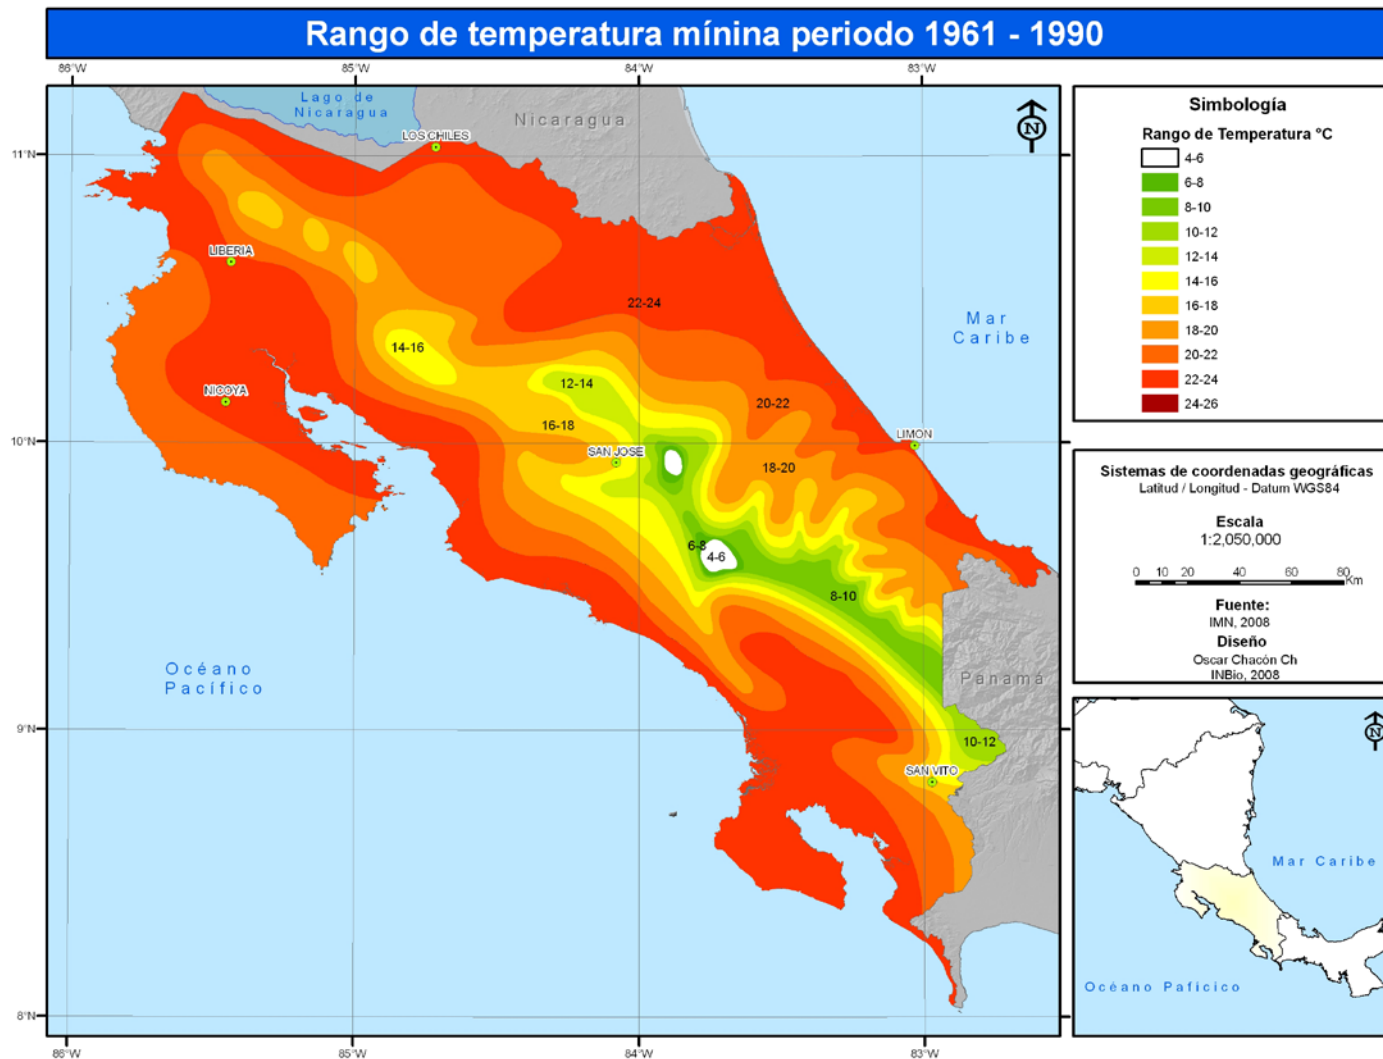 Rango de temperatura mínina periodo 1961 - 1990
86°W
85°W
84°W
83°W
Lago de
Nicaragua
Nicaragua
LOS CHILES
11°N
LIBERIA
22-24
Mar
Caribe
14-16
12-14
NICOYA
20-22
16-18
LIMON
10°N
SAN JOSE
18-20
6-8
4-6
8-10
Océano
Pacífico
Panamá
9°N
10-12
SAN VITO
8°N
86°W
85°W
84°W
83°W
Simbología
Rango de Temperatura °C
4-6
6-8
8-10
10-12
12-14
14-16
16-18
18-20
20-22
22-24
24-26
Sistemas de coordenadas geográficas
Latitud / Longitud - Datum WGS84
Escala
1:2,050,000
0 10 20 40 60 80
Km
Fuente:
IMN, 2008
Diseño
Oscar Chacón Ch
INBio, 2008
N
N
Mar Caribe
Océano Paficico